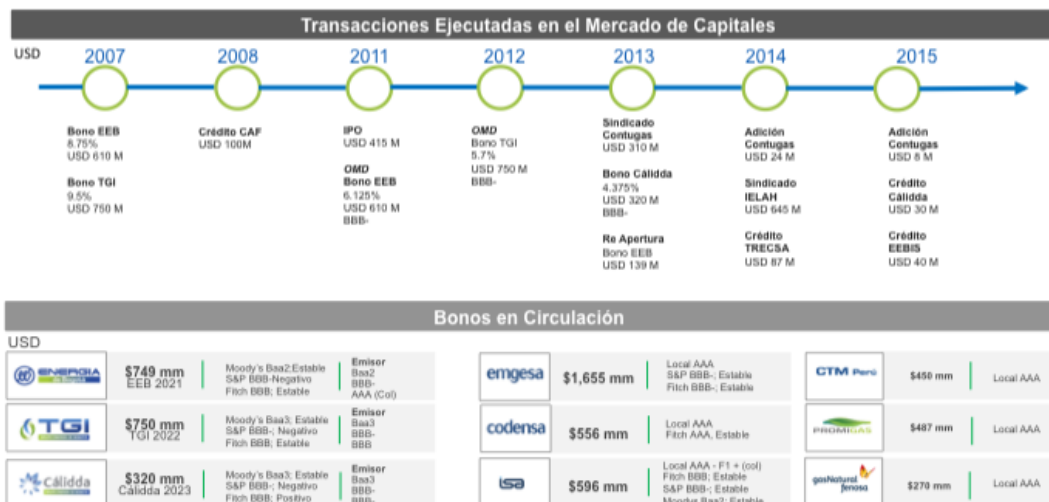 Transacciones Ejecutadas en el Mercado de Capitales
USD
2007
2008
2011
2012
2013
2014
2015
Bono EEB
8.75%
USD 610 M
Bono TGI
9.5%
USD 750 M
Crédito CAF
USD 100M
IPO
USD 415 M
OMD
Bono EEB
6.125%
USD 610 M
BBB-
OMD
Bono TGI
5.7%
USD 750 M
BBB-
Sindicado
Contugas
USD 310 M
Bono Cálidda
4.375%
USD 320 M
BBB-
Re Apertura
Bono EEB
USD 139 M
Adición
Contugas
USD 24 M
Sindicado
IELAH
USD 645 M
Crédito
TRECSA
USD 87 M
Adición
Contugas
USD 8 M
Crédito
Cálidda
USD 30 M
Crédito
EEBIS
USD 40 M
Bonos en Circulación
USD
ENERGIA
$749 mm
EEB 2021
Moody's Baa2;Estable
S&P BBB-Negativo
Fitch BBB; Estable
Emisor
Baa2
BBB-
AAA (Col)
TGI
$750 mm
TGI 2022
Moody's Baa3; Estable
S&P BBB-; Negativo
Fitch BBB; Estable
Emisor
Baa3
BBB-
BBB
Cálidda
$320 mm
Cálidda 2023
Moody's Baa3; Estable
S&P BBB-; Negativo
Fitch BBB; Positivo
Emisor
Baa3
BBB-
BBB-
emgesa
$1,655 mm
Local AAA
S&P BBB-; Estable
Fitch BBB-; Estable
codensa
$556 mm
Local AAA
Fitch AAA, Estable
isa
$596 mm
Local AAA - F1 + (col)
Fitch BBB; Estable
S&P BBB-; Estable
Moodys Baa3; Estable
CTM Perú
$450 mm
Local AAA
PROMIGAS
$487 mm
Local AAA
gasNatural
fenosa
$270 mm
Local AAA